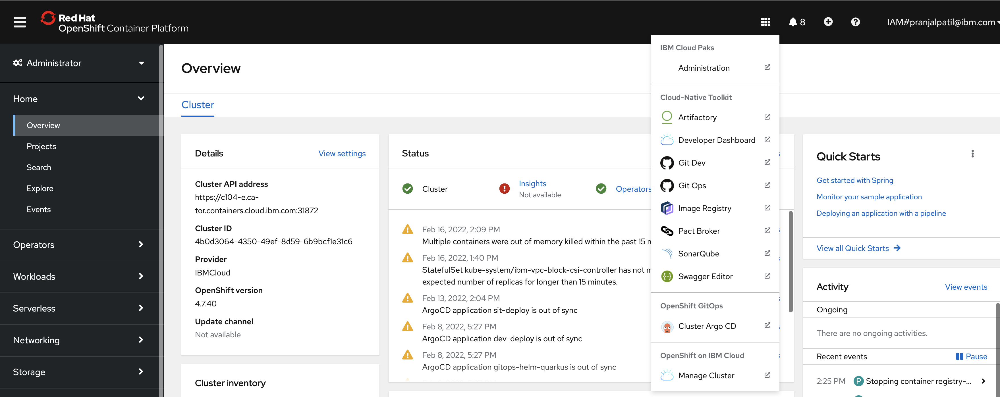 Red Hat
OpenShift Container Platform
8
IAM#pranjalpatil@ibm.com
Administrator
Home
Overview
Projects
Search
Explore
Events
Operators
Workloads
Serverless
Networking
Storage
Overview
Cluster
Details
View settings
Cluster API address
https://c104-e.ca-
tor.containers.cloud.ibm.com:31872
Cluster ID
4b0d3064-4350-49ef-8d59-6b9bcf1e31c6
Provider
IBMCloud
OpenShift version
4.7.40
Update channel
Not available
Cluster inventory
Status
Cluster
Insights
Not available
Operators
Feb 16, 2022, 2:09 PM
Multiple containers were out of memory killed within the past 15 m
Feb 16, 2022, 1:40 PM
StatefulSet kube-system/ibm-vpc-block-csi-controller has not m
expected number of replicas for longer than 15 minutes.
Feb 13, 2022, 2:04 PM
ArgoCD application sit-deploy is out of sync
Feb 8, 2022, 5:27 PM
ArgoCD application dev-deploy is out of sync
Feb 8, 2022, 5:27 PM
ArgoCD application gitops-helm-quarkus is out of sync
IBM Cloud Paks
Administration
Cloud-Native Toolkit
Artifactory
Developer Dashboard
Git Dev
Git Ops
Image Registry
Pact Broker
SonarQube
Swagger Editor
OpenShift GitOps
Cluster Argo CD
OpenShift on IBM Cloud
Manage Cluster
Quick Starts
Get started with Spring
Monitor your sample application
Deploying an application with a pipeline
View all Quick Starts
Activity
View events
Ongoing
There are no ongoing activities.
Recent events
Pause
2:25 PM
P
Stopping container registry-...